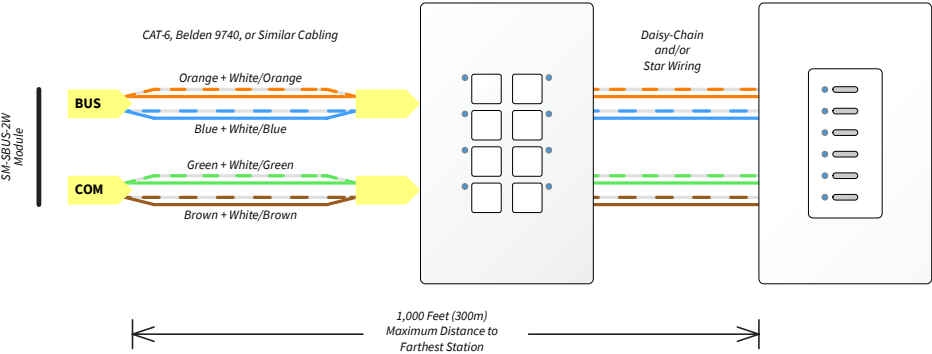 CAT-6, Belden 9740, or Similar Cabling
Daisy-Chain
and/or
Star Wiring
Orange + White/Orange
BUS
Blue + White/Blue
SM-SBUS-2W
Module
Green + White/Green
COM
Brown + White/Brown
1,000 Feet (300m)
Maximum Distance to
Farthest Station